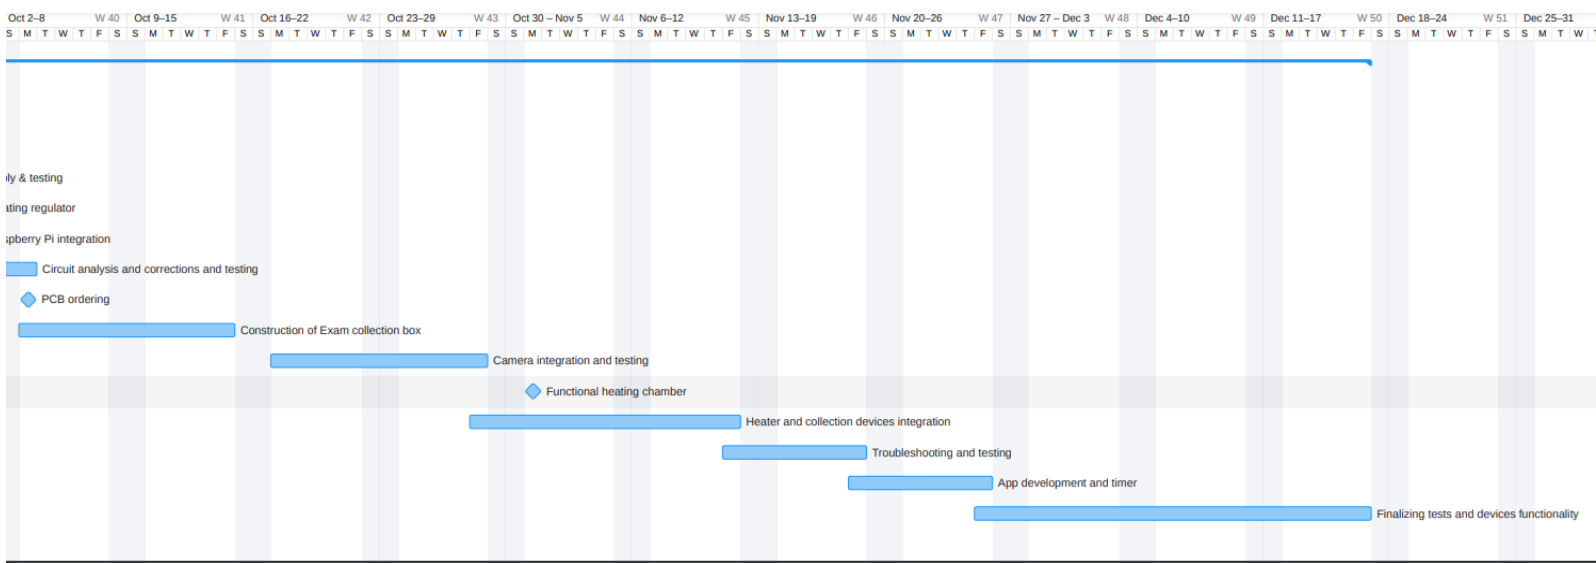 Oct 2–8 W 40 Oct 9–15 W 41 Oct 16–22 W 42 Oct 23–29 W 43 Oct 30 – Nov 5 W 44 Nov 6–12 W 45 Nov 13–19 W 46 Nov 20–26 W 47 Nov 27 – Dec 3 W 48 Dec 4–10 W 49 Dec 11–17 W 50 Dec 18–24 W 51 Dec 25–31
S M T W T F S S M T W T F S S M T W T F S S M T W T F S S M T W T F S S M T W T F S S M T W T F S S M T W T F S S M T W T F S S M T W T F S S M T W T F S S M T W T F S S M T W
& testing
regulator
Pi integration
Circuit analysis and corrections and testing
PCB ordering
Construction of Exam collection box
Camera integration and testing
Functional heating chamber
Heater and collection devices integration
Troubleshooting and testing
App development and timer
Finalizing tests and devices functionality